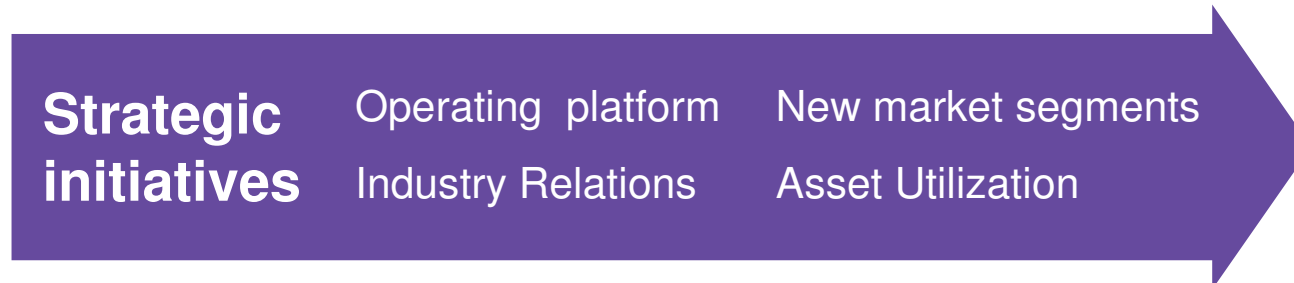 Strategic
initiatives
Operating  platform
Industry Relations
New market segments
Asset Utilization